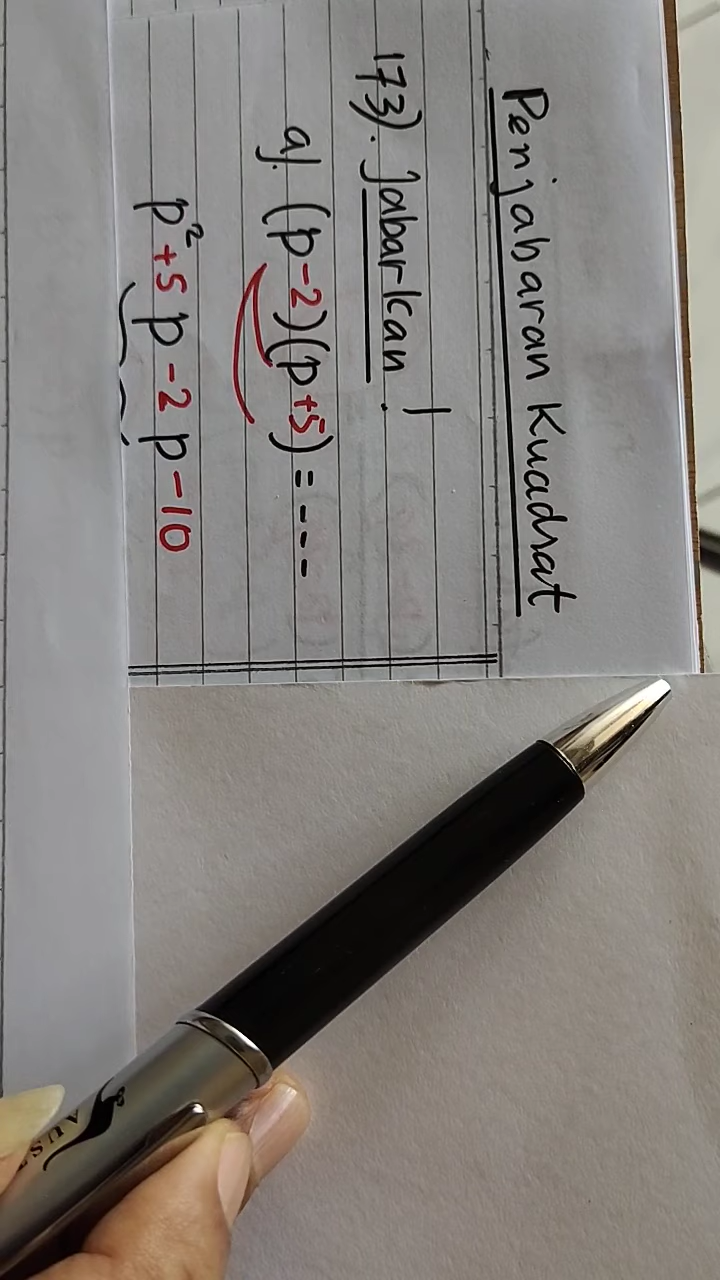 Penjabaran Kuadrat
173). Jabarkan!
a). (p-2)(p+5) = ---
p²+5p-2p-10